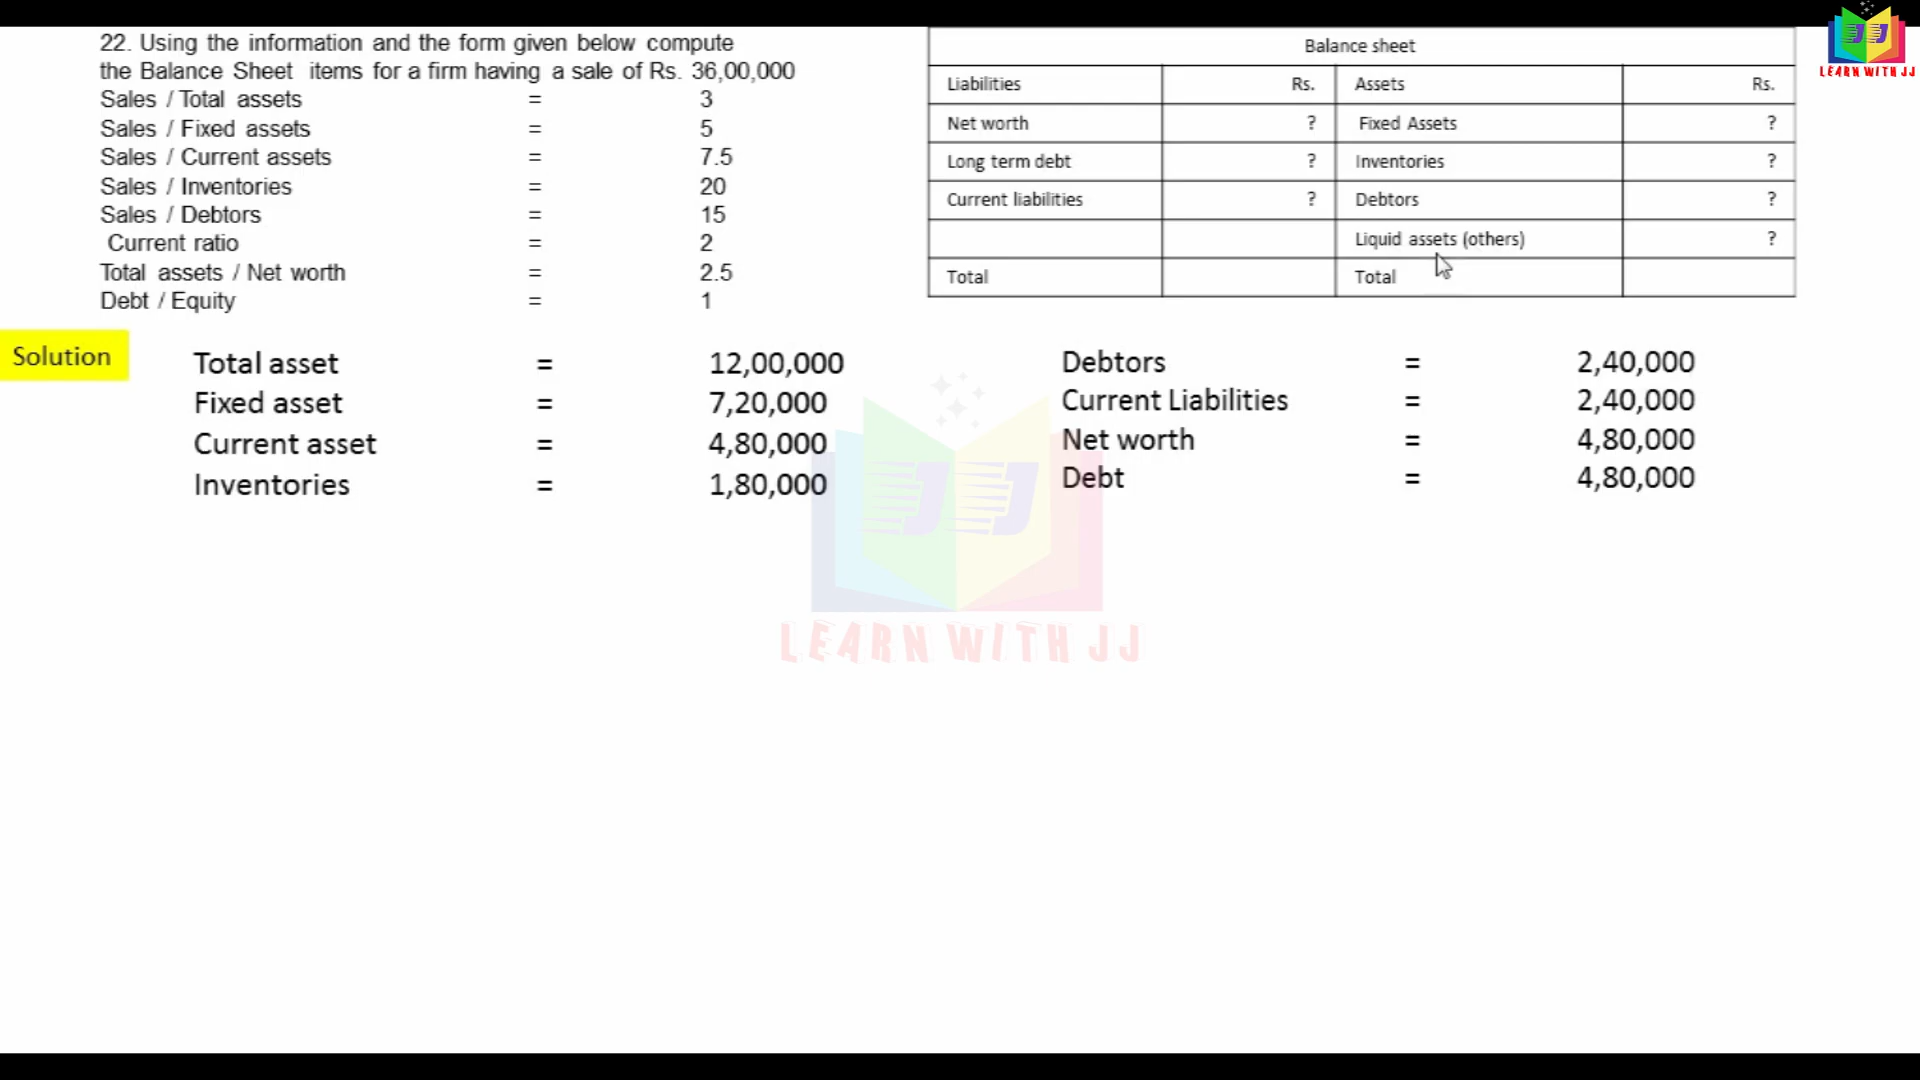 22. Using the information and the form given below compute
the Balance Sheet items for a firm having a sale of Rs. 36,00,000
Sales / Total assets = 3
Sales / Fixed assets = 5
Sales / Current assets = 7.5
Sales / Inventories = 20
Sales / Debtors = 15
Current ratio = 2
Total assets / Net worth = 2.5
Debt / Equity = 1
Balance sheet
Liabilities Rs. Assets Rs.
Net worth ? Fixed Assets ?
Long term debt ? Inventories ?
Current liabilities ? Debtors ?
Liquid assets (others) ?
Total Total
LEARN WITH JJ
Solution
Total asset = 12,00,000
Fixed asset = 7,20,000
Current asset = 4,80,000
Inventories = 1,80,000
Debtors = 2,40,000
Current Liabilities = 2,40,000
Net worth = 4,80,000
Debt = 4,80,000
JJ
LEARN WITH JJ